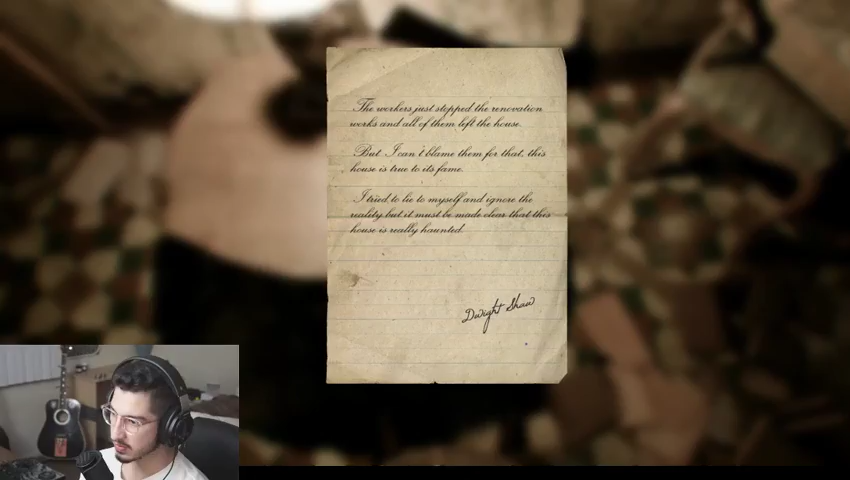 The workers just stopped the renovation
works and all of them left the house.
But I can't blame them for that, this
house is true to its fame.
I tried to lie to myself and ignore the
reality but it must be made clear that this
house is really haunted.
Dwight Shaw